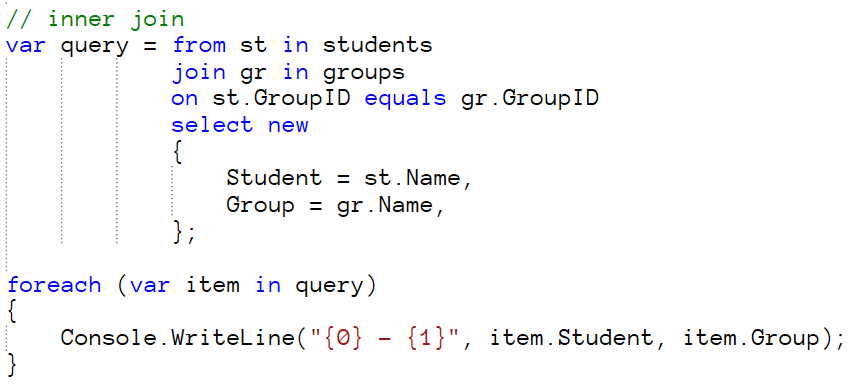 // inner join
var query = from st in students
            join gr in groups
            on st.GroupID equals gr.GroupID
            select new
            {
                Student = st.Name,
                Group = gr.Name,
            };

foreach (var item in query)
{
    Console.WriteLine("{0} - {1}", item.Student, item.Group);
}